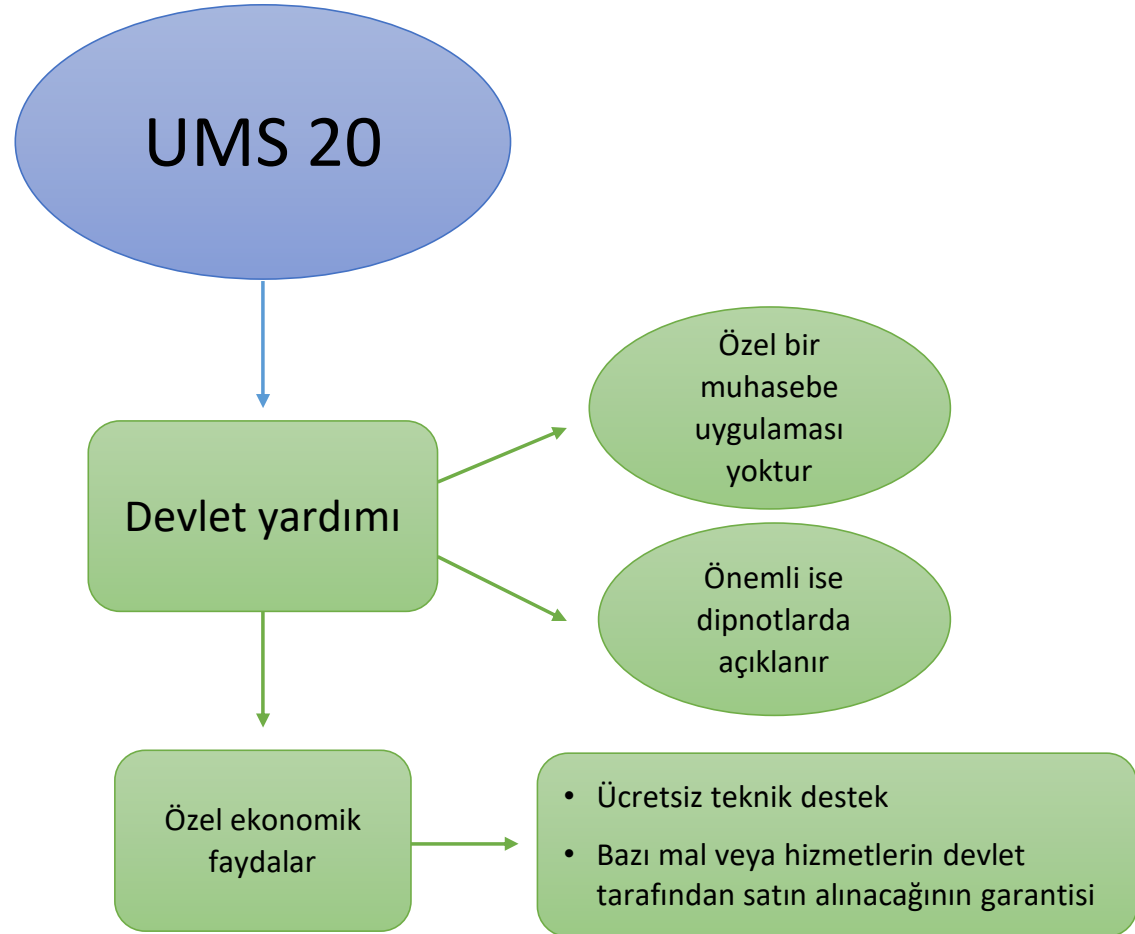 UMS 20
Özel bir
muhasebe
uygulaması
yoktur
Devlet yardımı
Önemli ise
dipnotlarda
açıklanır
Özel ekonomik
faydalar
• Ücretsiz teknik destek
• Bazı mal veya hizmetlerin devlet
tarafından satın alınacağının garantisi